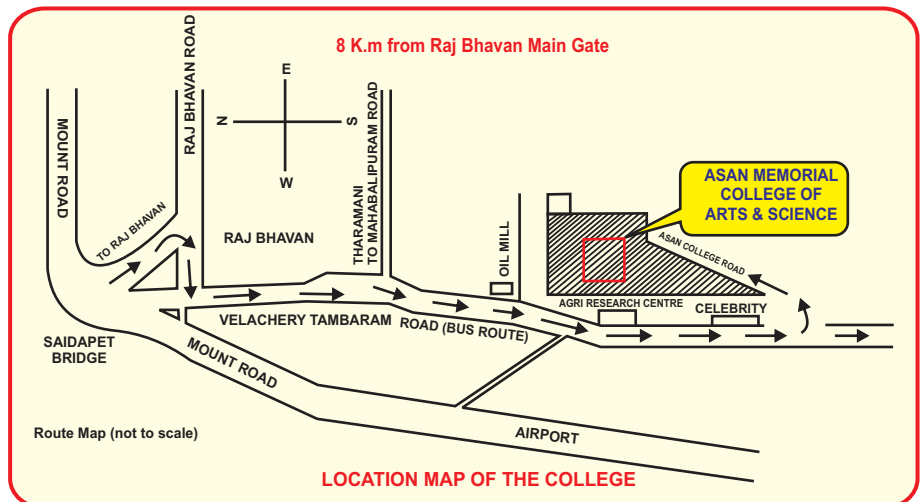 8 K.m from Raj Bhavan Main Gate
MOUNT ROAD
RAJ BHAVAN ROAD
E
N
S
W
THARAMANI
TO MAHABALIPURAM ROAD
TO RAJ BHAVAN
RAJ BHAVAN
OIL MILL
ASAN MEMORIAL
COLLEGE OF
ARTS & SCIENCE
ASAN COLLEGE ROAD
AGRI RESEARCH CENTRE
CELEBRITY
VELACHERY TAMBARAM ROAD (BUS ROUTE)
SAIDAPET
BRIDGE
MOUNT ROAD
AIRPORT
Route Map (not to scale)
LOCATION MAP OF THE COLLEGE